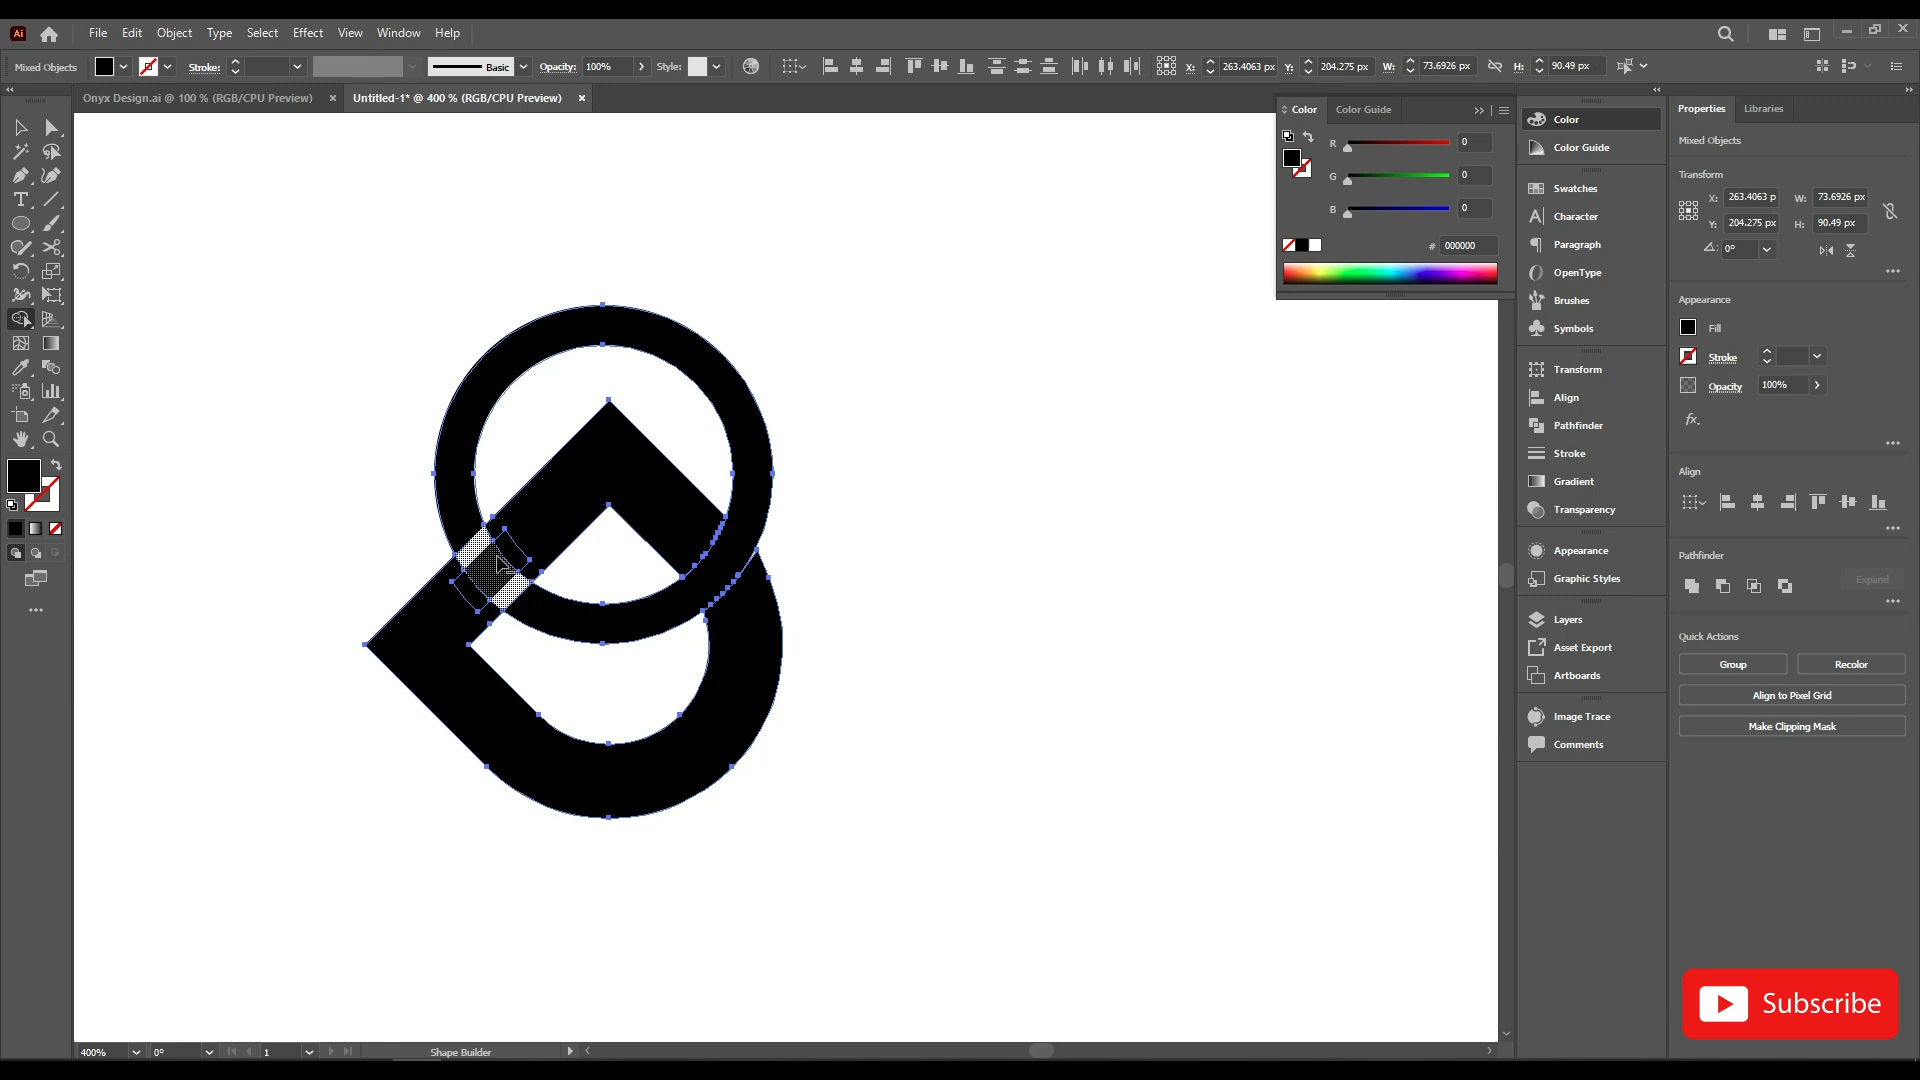 Ai File Edit Object Type Select Effect View Window Help
Mixed Objects Stroke: Basic Opacity: 100% Style: X: 263.4063 px Y: 204.275 px W: 73.6926 px H: 90.49 px
Onyx Design.ai @ 100 % (RGB/CPU Preview) × Untitled-1* @ 400 % (RGB/CPU Preview) ×
Color Color Guide
R 0
G 0
B 0
# 000000
Color
Color Guide
Swatches
Character
Paragraph
OpenType
Brushes
Symbols
Transform
Align
Pathfinder
Stroke
Gradient
Transparency
Appearance
Graphic Styles
Layers
Asset Export
Artboards
Image Trace
Comments
Properties Libraries
Mixed Objects
Transform
X: 263.4063 p W: 73.6926 px
Y: 204.275 px H: 90.49 px
0°
Appearance
Fill
Stroke
Opacity 100%
fx.
Align
Pathfinder
Expand
Quick Actions
Group Recolor
Align to Pixel Grid
Make Clipping Mask
Subscribe
400% 0° 1 Shape Builder